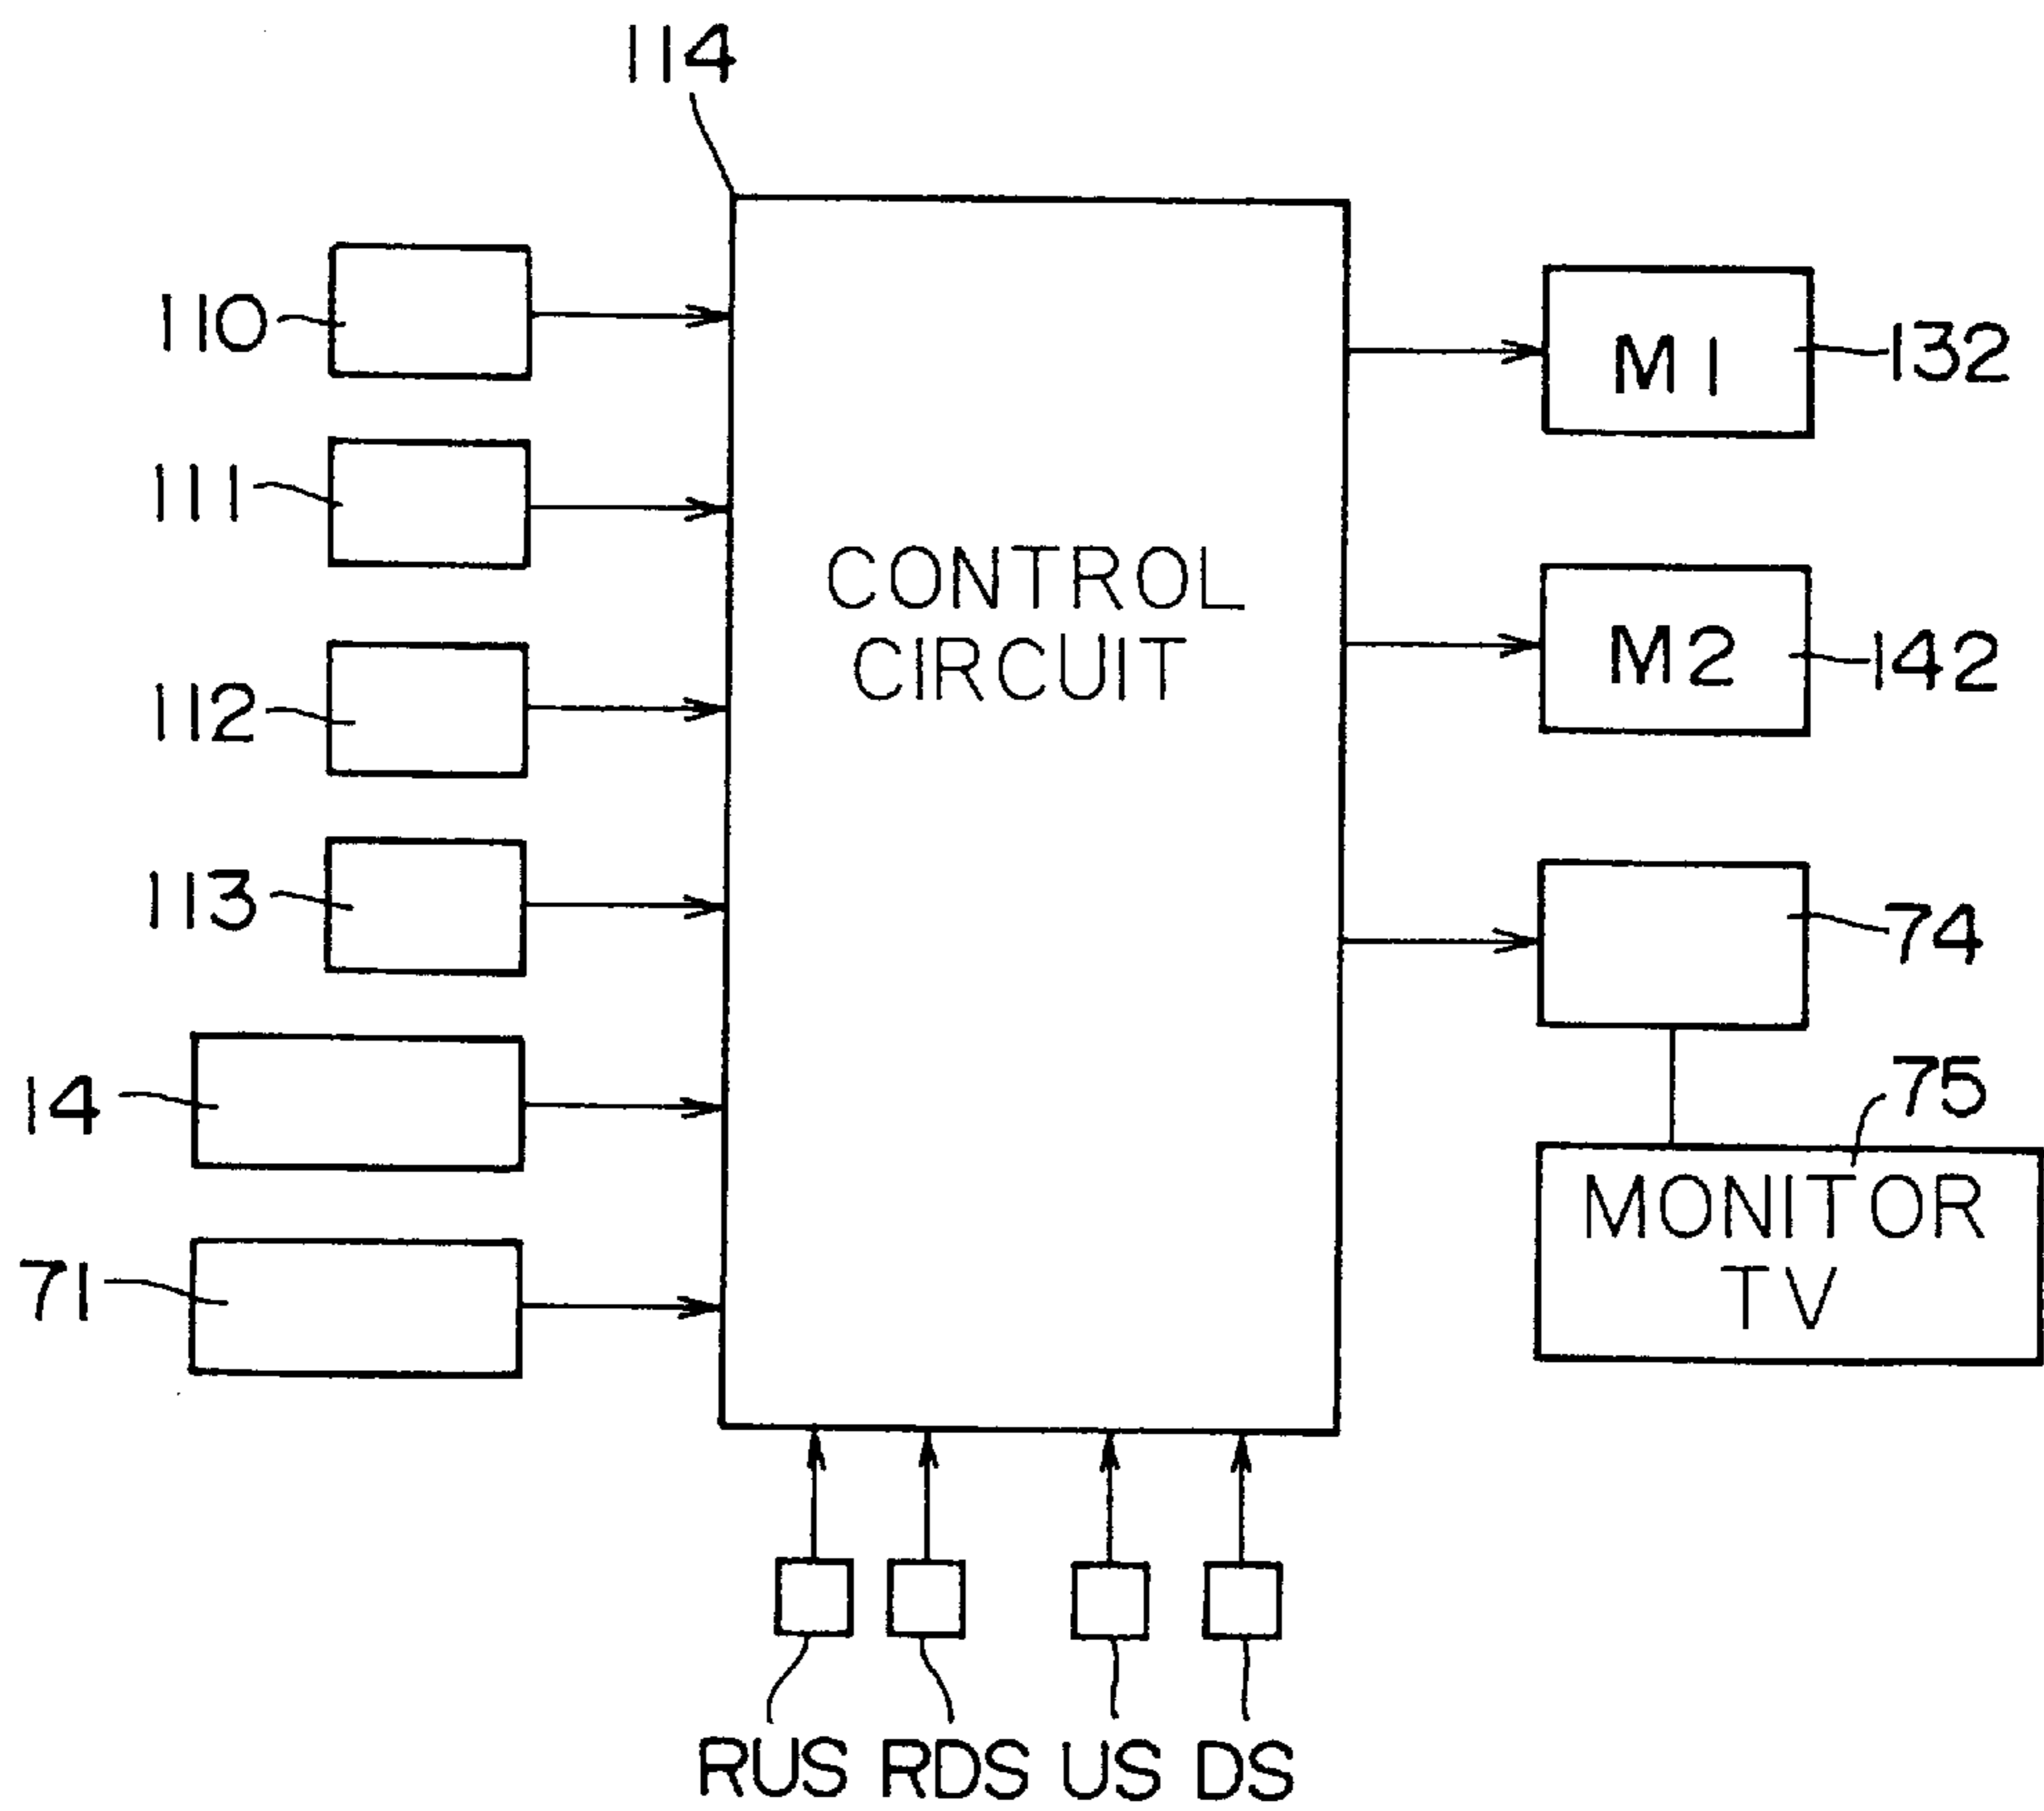 114
110
111
112
113
14
71
CONTROL
CIRCUIT
M1
132
M2
142
74
75
MONITOR
TV
RUS RDS US DS